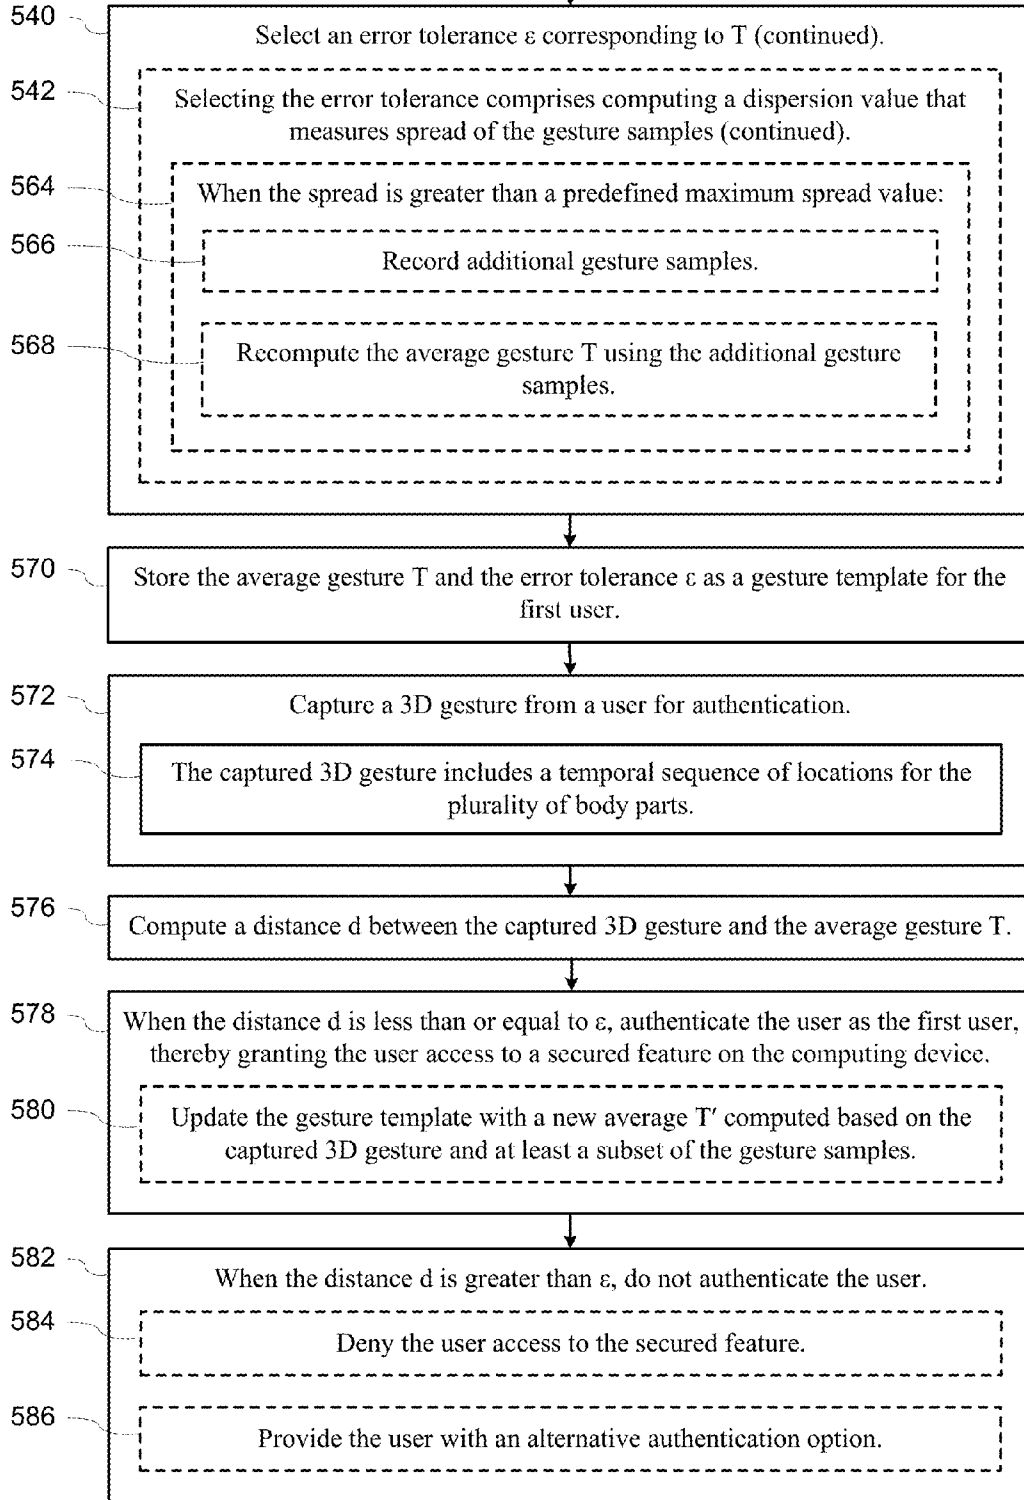 540
Select an error tolerance ε corresponding to T (continued).
542
Selecting the error tolerance comprises computing a dispersion value that
measures spread of the gesture samples (continued).
564
When the spread is greater than a predefined maximum spread value:
566
Record additional gesture samples.
568
Recompute the average gesture T using the additional gesture
samples.
570
Store the average gesture T and the error tolerance ε as a gesture template for the
first user.
572
Capture a 3D gesture from a user for authentication.
574
The captured 3D gesture includes a temporal sequence of locations for the
plurality of body parts.
576
Compute a distance d between the captured 3D gesture and the average gesture T.
578
When the distance d is less than or equal to ε, authenticate the user as the first user,
thereby granting the user access to a secured feature on the computing device.
580
Update the gesture template with a new average T′ computed based on the
captured 3D gesture and at least a subset of the gesture samples.
582
When the distance d is greater than ε, do not authenticate the user.
584
Deny the user access to the secured feature.
586
Provide the user with an alternative authentication option.